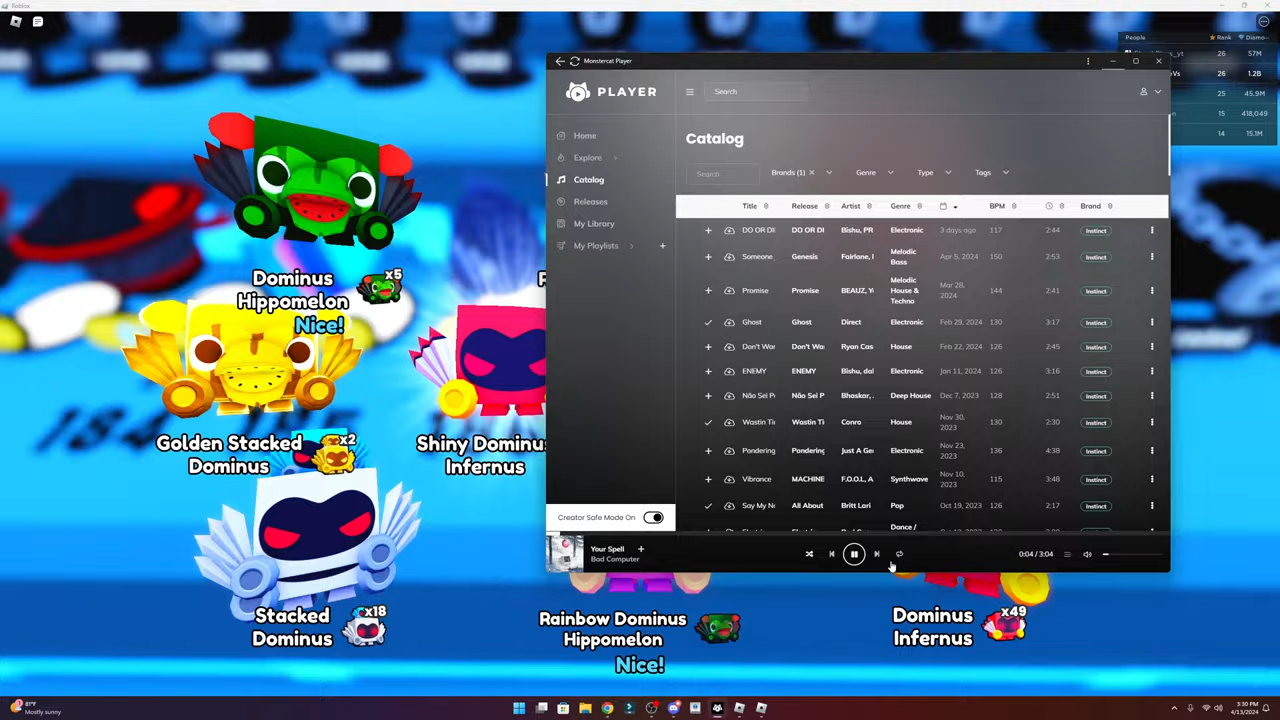 Roblox
People Rank Diamo...
_yt 26 57M
Vs 26 1.2B
25 45.9M
15 418,049
14 15.1M
Monstercat Player
PLAYER
Search
Home
Explore
Catalog
Releases
My Library
My Playlists
Creator Safe Mode On
Catalog
Search Brands (1) Genre Type Tags
Title Release Artist Genre BPM Brand
DO OR DI DO OR DI Bishu, PR Electronic 3 days ago 117 2:44 Instinct
Someone Genesis Fairlane, I Melodic Bass Apr 5, 2024 150 2:53 Instinct
Promise Promise BEAUZ, Melodic House & Techno Mar 28, 2024 144 2:41 Instinct
Ghost Ghost Direct Electronic Feb 29, 2024 130 3:17 Instinct
Don't Wa Don't Wa Ryan Cas House Feb 22, 2024 126 2:45 Instinct
ENEMY ENEMY Bishu, da Electronic Jan 11, 2024 126 3:16 Instinct
Não Sei P Não Sei P Bhaskar, Deep House Dec 7, 2023 128 2:51 Instinct
Wastin Ti Wastin Ti Conro House Nov 30, 2023 130 2:30 Instinct
Pondering Pondering Just A Ge Electronic Nov 23, 2023 136 4:38 Instinct
Vibrance MACHINE F.O.O.L, A Synthwave Nov 10, 2023 115 3:48 Instinct
Say My N All About Britt Lari Pop Oct 19, 2023 126 2:17 Instinct
Dance /
Your Spell
Bad Computer
0:04 / 3:04
Dominus
Hippomelon
x5
Nice!
Golden Stacked
Dominus
x2
Shiny Dominus
Infernus
Stacked
Dominus
x18
Rainbow Dominus
Hippomelon
Nice!
Dominus
Infernus
x49
81°F
Mostly sunny
3:30 PM
4/13/2024